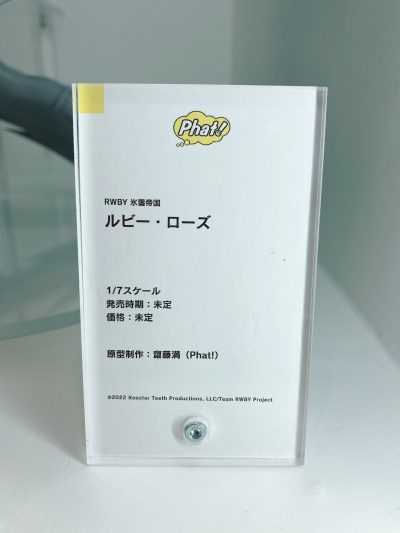 Phat!
RWBY 氷雪帝国
ルビー・ローズ
1/7スケール
発売時期：未定
価格：未定
原型制作：齋藤満（Phat!）
©2022 Rooster Teeth Productions, LLC/Team RWBY Project